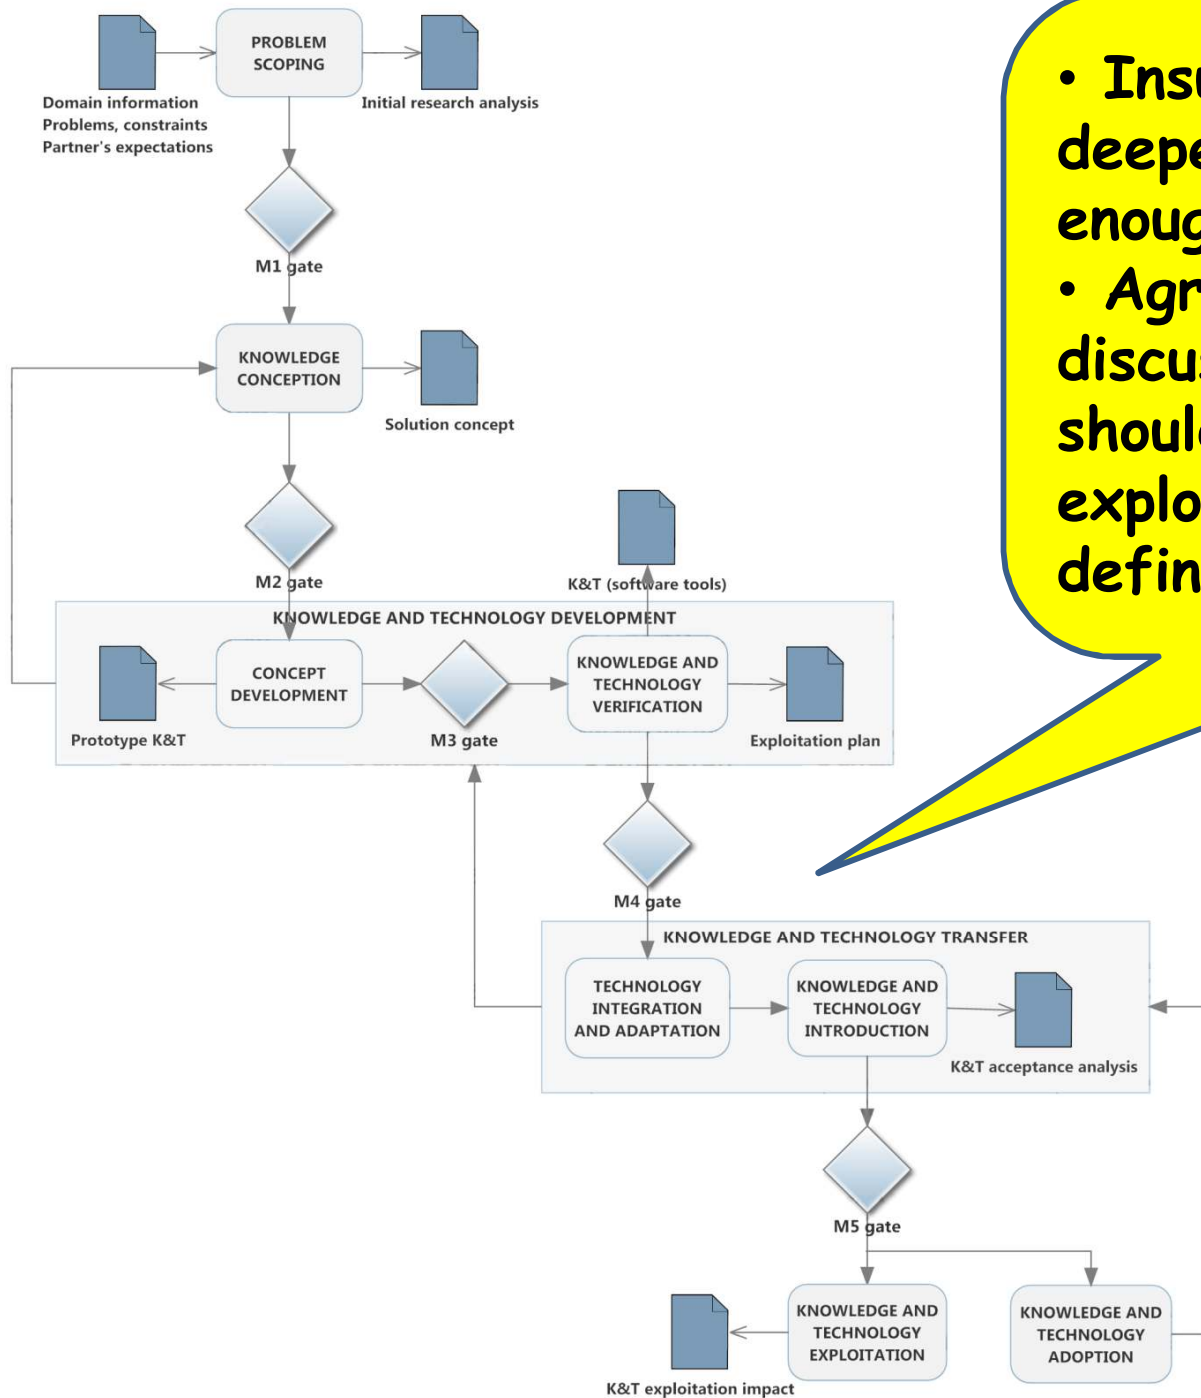 PROBLEM
SCOPING
Domain information
Problems, constraints
Partner's expectations
Initial research analysis
M1 gate
KNOWLEDGE
CONCEPTION
Solution concept
M2 gate
K&T (software tools)
KNOWLEDGE AND TECHNOLOGY DEVELOPMENT
CONCEPT
DEVELOPMENT
KNOWLEDGE AND
TECHNOLOGY
VERIFICATION
Prototype K&T
M3 gate
Exploitation plan
M4 gate
KNOWLEDGE AND TECHNOLOGY TRANSFER
TECHNOLOGY
INTEGRATION
AND ADAPTATION
KNOWLEDGE AND
TECHNOLOGY
INTRODUCTION
K&T acceptance analysis
M5 gate
KNOWLEDGE AND
TECHNOLOGY
EXPLOITATION
KNOWLEDGE AND
TECHNOLOGY
ADOPTION
K&T exploitation impact